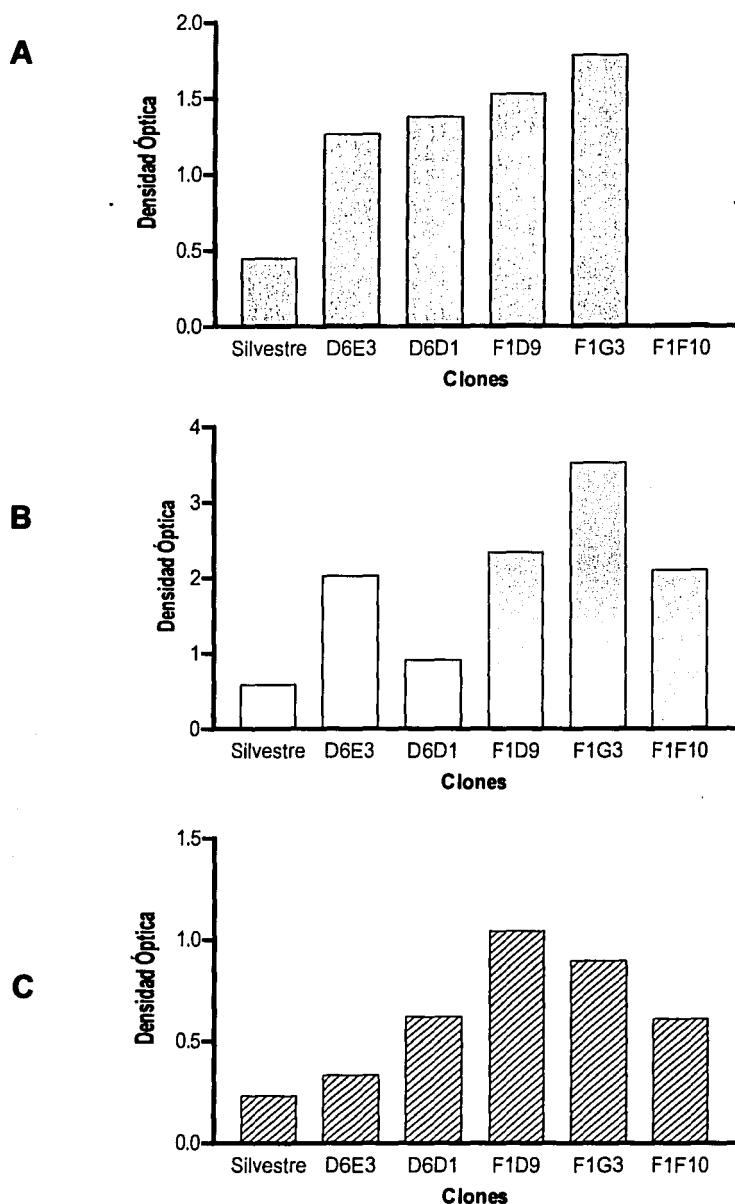 A
Densidad Óptica
2.0
1.5
1.0
0.5
0.0
Silvestre D6E3 D6D1 F1D9 F1G3 F1F10
Clones
B
Densidad Óptica
4
3
2
1
0
Silvestre D6E3 D6D1 F1D9 F1G3 F1F10
Clones
C
Densidad Óptica
1.5
1.0
0.5
0.0
Silvestre D6E3 D6D1 F1D9 F1G3 F1F10
Clones